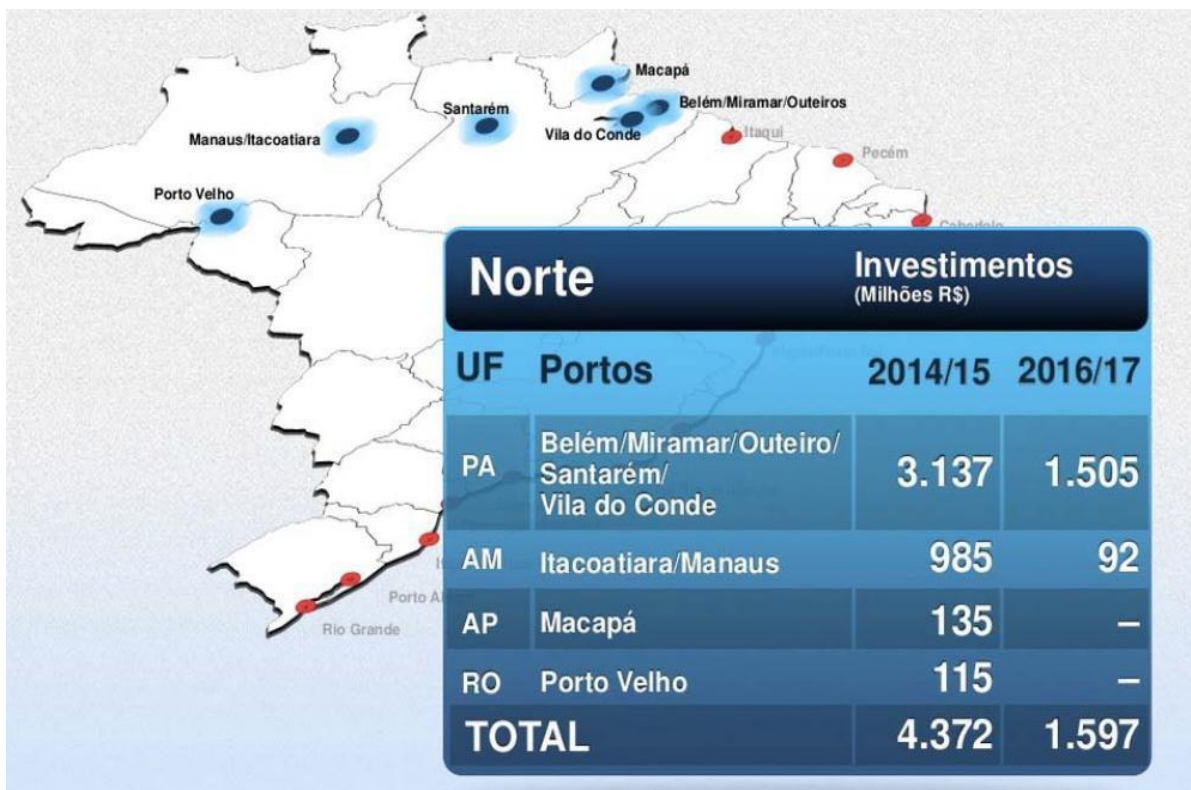 Macapá
Santarém
Belém/Miramar/Outeiros
Manaus/Itacoatiara
Vila do Conde
Itaqui
Pecém
Porto Velho
Cabedelo
Norte
Investimentos
(Milhões R$)
UF Portos 2014/15 2016/17
PA
Belém/Miramar/Outeiro/
Santarém/
Vila do Conde
3.137 1.505
AM Itacoatiara/Manaus 985 92
AP Macapá 135 –
RO Porto Velho 115 –
TOTAL 4.372 1.597
Porto
Rio Grande